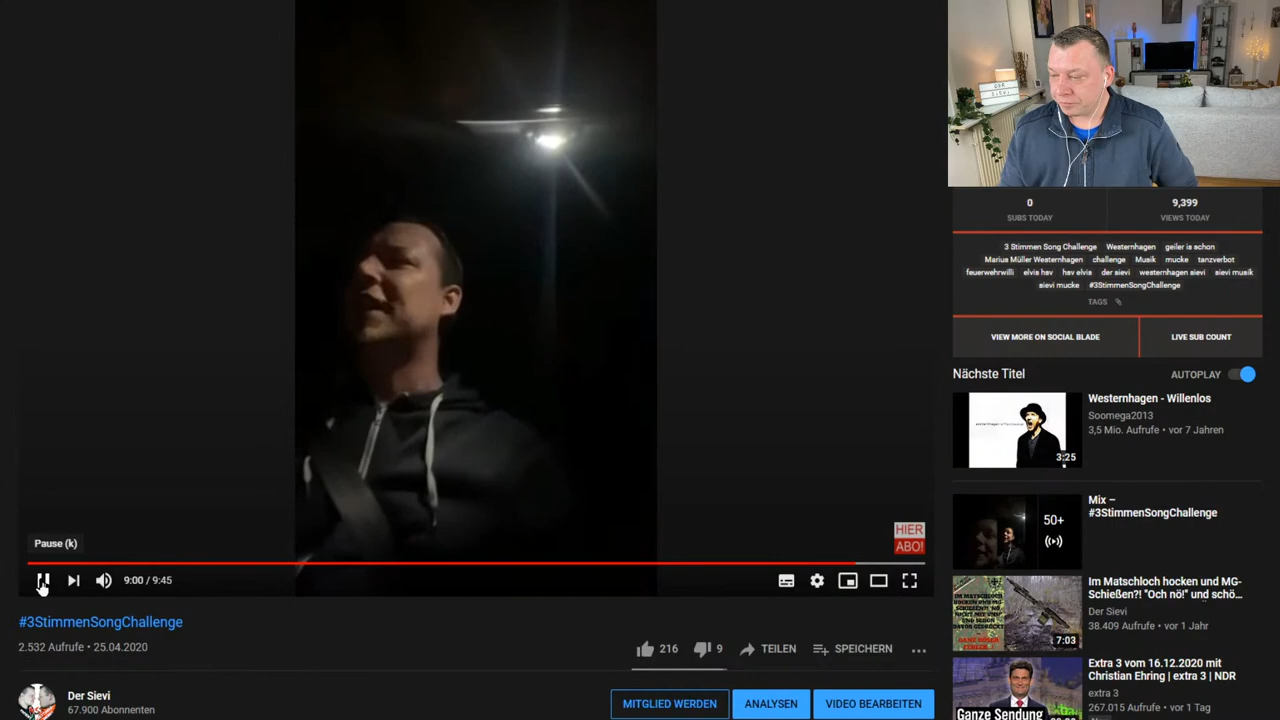 DER
SIEVI
0
9,399
SUBS TODAY
VIEWS TODAY
3 Stimmen Song Challenge Westernhagen geiler is schon
Marius Müller Westernhagen challenge Musik mucke tanzverbot
feuerwehrwilli elvis hsv hsv elvis der sievi westernhagen sievi sievi musik
sievi mucke #3StimmenSongChallenge
TAGS
VIEW MORE ON SOCIAL BLADE
LIVE SUB COUNT
Nächste Titel
AUTOPLAY
Westernhagen - Willenlos
Soomega2013
3,5 Mio. Aufrufe • vor 7 Jahren
3:25
Mix –
#3StimmenSongChallenge
50+
Im Matschloch hocken und MG-
Schießen?! "Och nö!" und schö...
Der Sievi
38.409 Aufrufe • vor 1 Jahr
7:03
Extra 3 vom 16.12.2020 mit
Christian Ehring | extra 3 | NDR
extra 3
267.015 Aufrufe • vor 1 Tag
Ganze Sendung
HIER
ABO!
Pause (k)
9:00 / 9:45
#3StimmenSongChallenge
2.532 Aufrufe • 25.04.2020
216
9
TEILEN
SPEICHERN
Der Sievi
67.900 Abonnenten
MITGLIED WERDEN
ANALYSEN
VIDEO BEARBEITEN